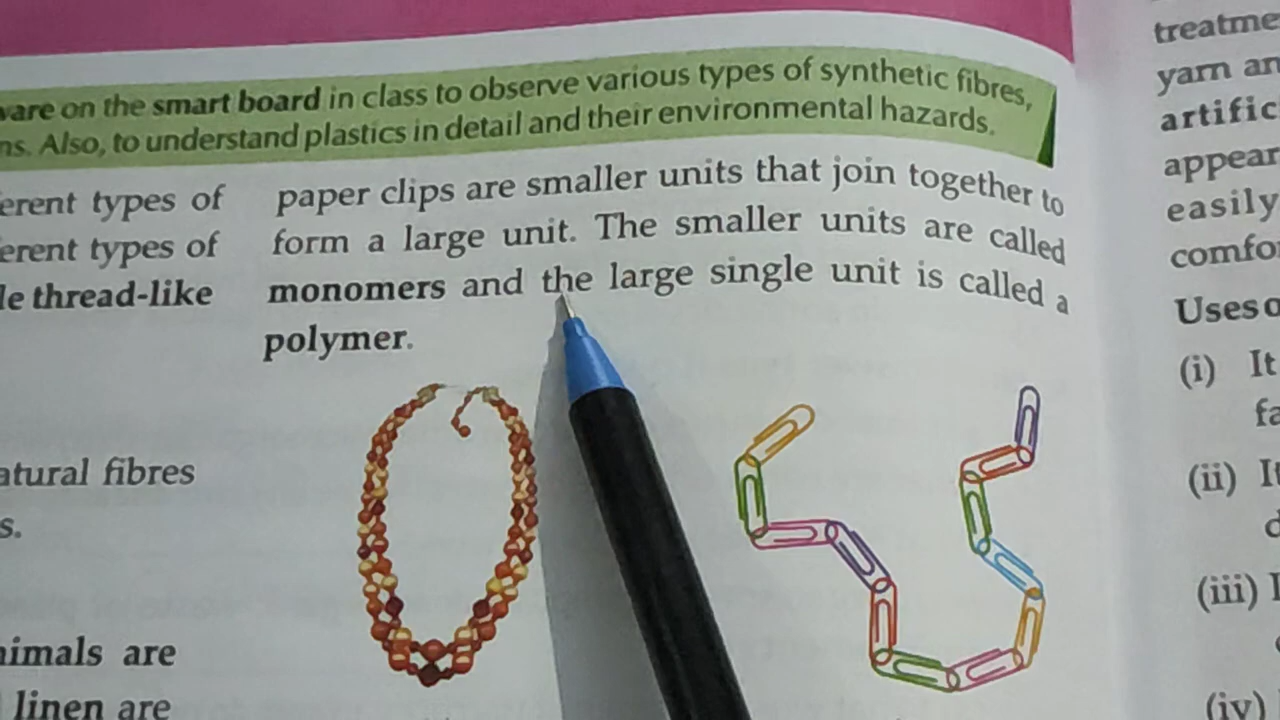 ware on the smart board in class to observe various types of synthetic fibres,
ns. Also, to understand plastics in detail and their environmental hazards.
erent types of
erent types of
le thread-like
atural fibres
s.
nimals are
linen are
paper clips are smaller units that join together to
form a large unit. The smaller units are called
monomers and the large single unit is called a
polymer.
treatme
yarn an
artific
appear
easily
comfo
Uses o
(i) It
fa
(ii) It
d
(iii) I
(iv)